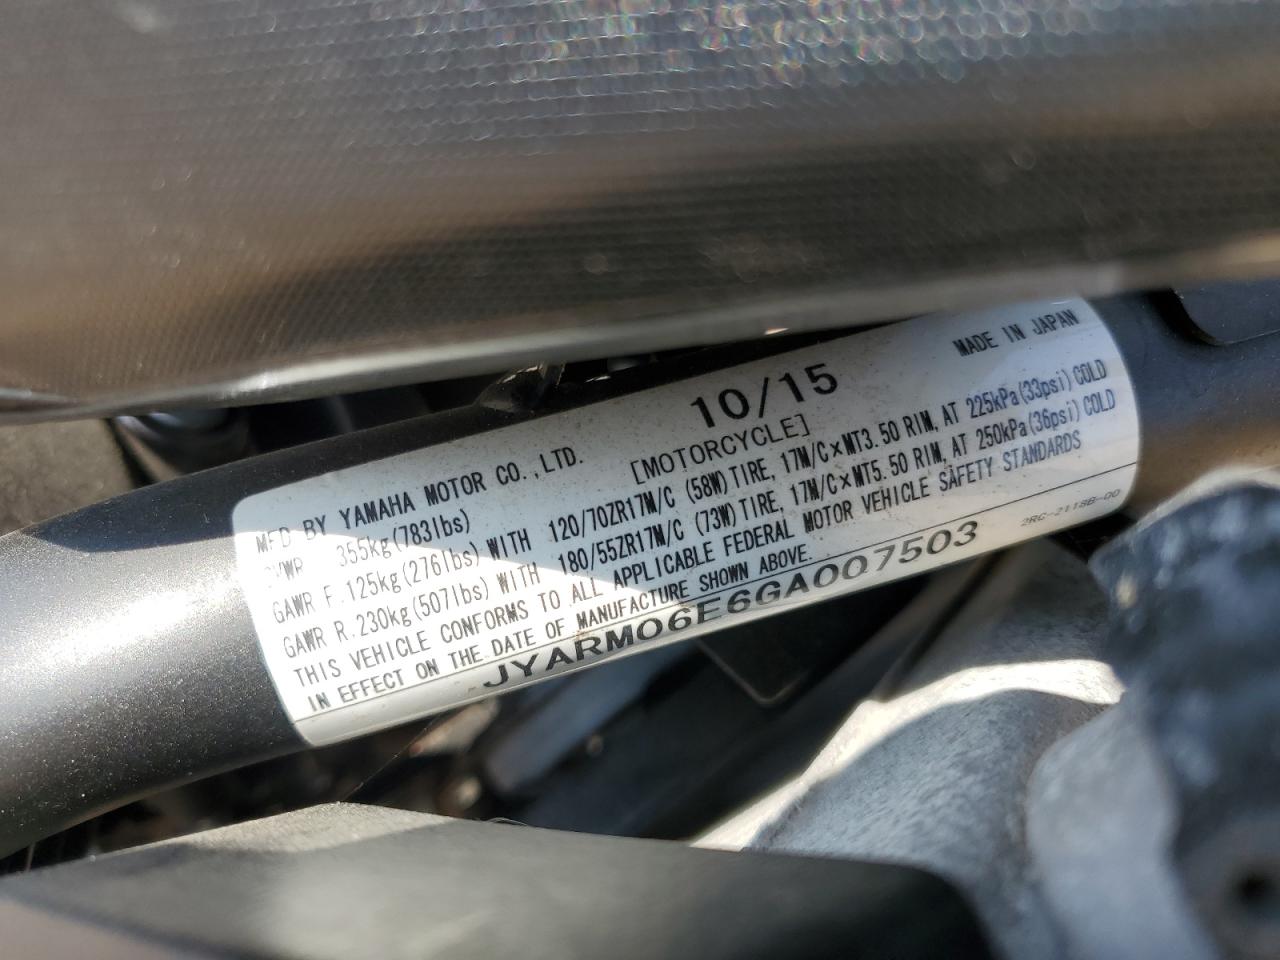 10/15
MADE IN JAPAN
MFD BY YAMAHA MOTOR CO.,LTD.
[MOTORCYCLE]
GVWR 355kg(783lbs)
GAWR F.125kg(276lbs)WITH 120/70ZR17M/C (58W)TIRE, 17M/C×MT3.50 RIM, AT 225kPa(33psi)COLD
GAWR R.230kg(507lbs)WITH 180/55ZR17M/C (73W)TIRE, 17M/C×MT5.50 RIM, AT 250kPa(36psi)COLD
THIS VEHICLE CONFORMS TO ALL APPLICABLE FEDERAL MOTOR VEHICLE SAFETY STANDARDS
IN EFFECT ON THE DATE OF MANUFACTURE SHOWN ABOVE.
JYARM06E6GA007503
2RC-2118B-00